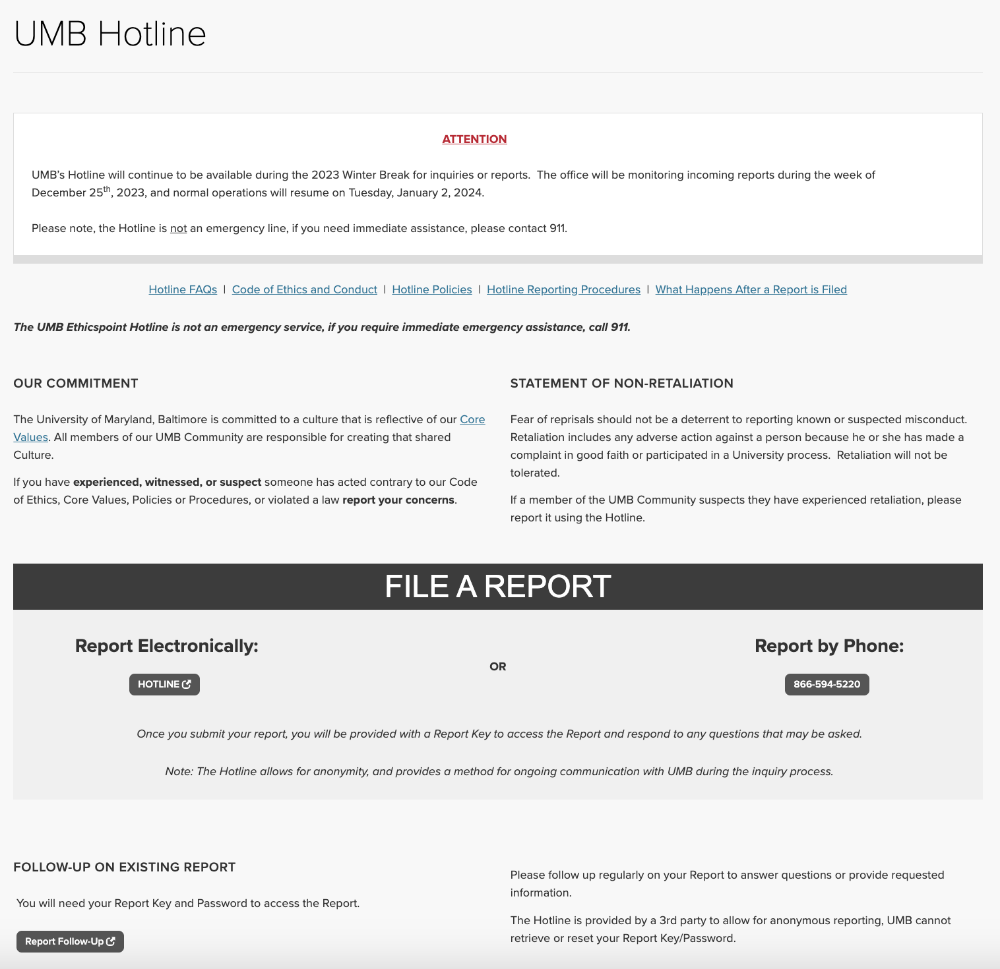 UMB Hotline
ATTENTION
UMB’s Hotline will continue to be available during the 2023 Winter Break for inquiries or reports.  The office will be monitoring incoming reports during the week of
December 25th, 2023, and normal operations will resume on Tuesday, January 2, 2024.
Please note, the Hotline is not an emergency line, if you need immediate assistance, please contact 911.
Hotline FAQs | Code of Ethics and Conduct | Hotline Policies | Hotline Reporting Procedures | What Happens After a Report is Filed
The UMB Ethicspoint Hotline is not an emergency service, if you require immediate emergency assistance, call 911.
OUR COMMITMENT
The University of Maryland, Baltimore is committed to a culture that is reflective of our Core
Values. All members of our UMB Community are responsible for creating that shared
Culture.
If you have experienced, witnessed, or suspect someone has acted contrary to our Code
of Ethics, Core Values, Policies or Procedures, or violated a law report your concerns.
STATEMENT OF NON-RETALIATION
Fear of reprisals should not be a deterrent to reporting known or suspected misconduct.
Retaliation includes any adverse action against a person because he or she has made a
complaint in good faith or participated in a University process.  Retaliation will not be
tolerated.
If a member of the UMB Community suspects they have experienced retaliation, please
report it using the Hotline.
FILE A REPORT
Report Electronically:
HOTLINE
OR
Report by Phone:
866-594-5220
Once you submit your report, you will be provided with a Report Key to access the Report and respond to any questions that may be asked.
Note: The Hotline allows for anonymity, and provides a method for ongoing communication with UMB during the inquiry process.
FOLLOW-UP ON EXISTING REPORT
You will need your Report Key and Password to access the Report.
Report Follow-Up
Please follow up regularly on your Report to answer questions or provide requested
information.
The Hotline is provided by a 3rd party to allow for anonymous reporting, UMB cannot
retrieve or reset your Report Key/Password.